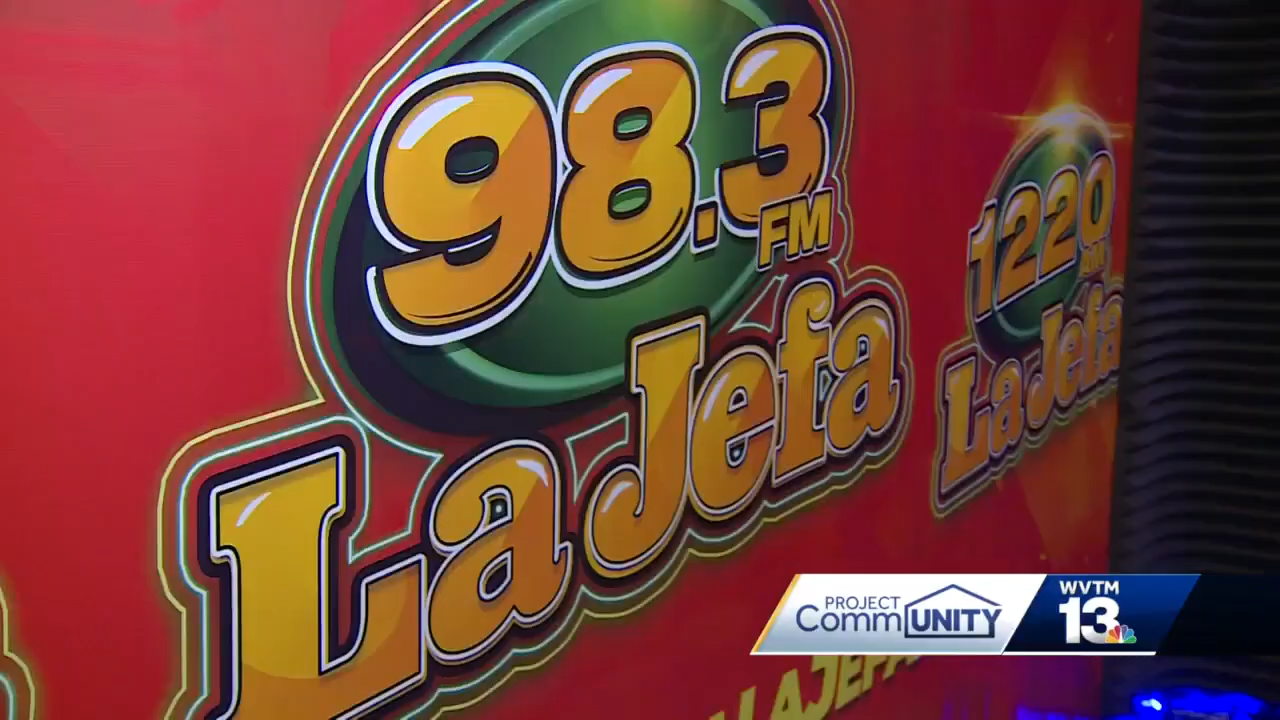 98.3
FM
La Jefa
1220
AM
La Jefa
PROJECT
CommUNITY
WVTM
13
LAJEFA